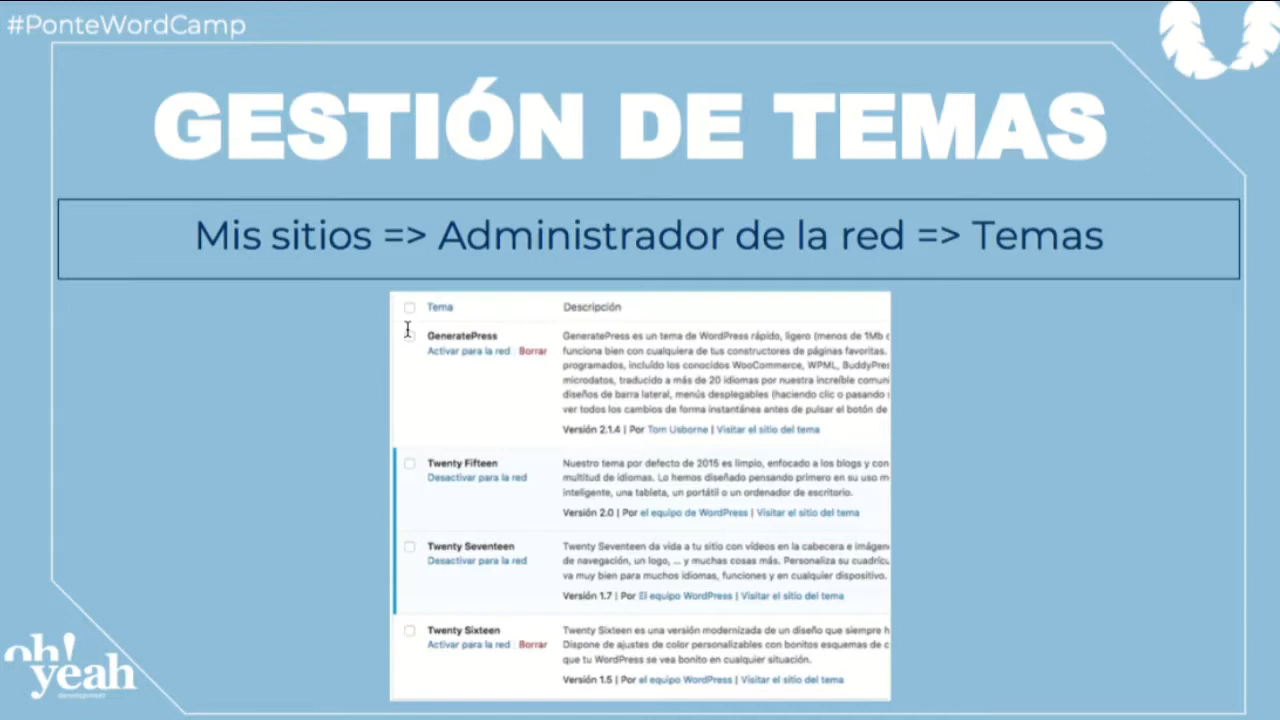 #PonteWordCamp
GESTIÓN DE TEMAS
Mis sitios => Administrador de la red => Temas
Tema Descripción
GeneratePress
Activar para la red | Borrar
GeneratePress es un tema de WordPress rápido, ligero (menos de 1Mb
funciona bien con cualquiera de tus constructores de páginas favoritas.
programados, incluído los conocidos WooCommerce, WPML, BuddyPres
microdatos, traducido a más de 20 idiomas por nuestra increíble comuni
diseños de barra lateral, menús desplegables (haciendo clic o pasando
ver todos los cambios de forma instantánea antes de pulsar el botón de
Versión 2.1.4 | Por Tom Usborne | Visitar el sitio del tema
Twenty Fifteen
Desactivar para la red
Nuestro tema por defecto de 2015 es limpio, enfocado a los blogs y con
multitud de idiomas. Lo hemos diseñado pensando primero en su uso m
inteligente, una tableta, un portátil o un ordenador de escritorio.
Versión 2.0 | Por el equipo de WordPress | Visitar el sitio del tema
Twenty Seventeen
Desactivar para la red
Twenty Seventeen da vida a tu sitio con vídeos en la cabecera e imágen
de navegación, un logo, ... y muchas cosas más. Personaliza su cuadrícu
va muy bien para muchos idiomas, funciones y en cualquier dispositivo.
Versión 1.7 | Por El equipo WordPress | Visitar el sitio del tema
Twenty Sixteen
Activar para la red | Borrar
Twenty Sixteen es una versión modernizada de un diseño que siempre h
Dispone de ajustes de color personalizables con bonitos esquemas de c
que tu WordPress se vea bonito en cualquier situación.
Versión 1.5 | Por el equipo WordPress | Visitar el sitio del tema
oh!
yeah